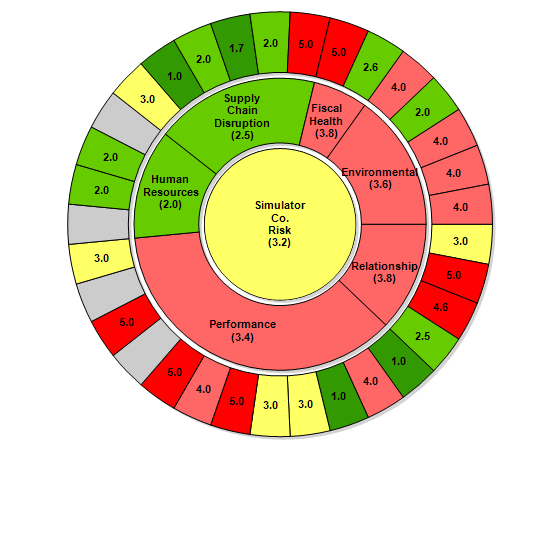 2.0
5.0
5.0
2.6
4.0
2.0
4.0
4.0
4.0
3.0
5.0
4.6
2.5
1.0
4.0
1.0
3.0
3.0
5.0
4.0
5.0
5.0
3.0
2.0
2.0
3.0
1.0
2.0
1.7
Supply
Chain
Disruption
(2.5)
Fiscal
Health
(3.8)
Environmental
(3.6)
Relationship
(3.8)
Performance
(3.4)
Human
Resources
(2.0)
Simulator
Co.
Risk
(3.2)